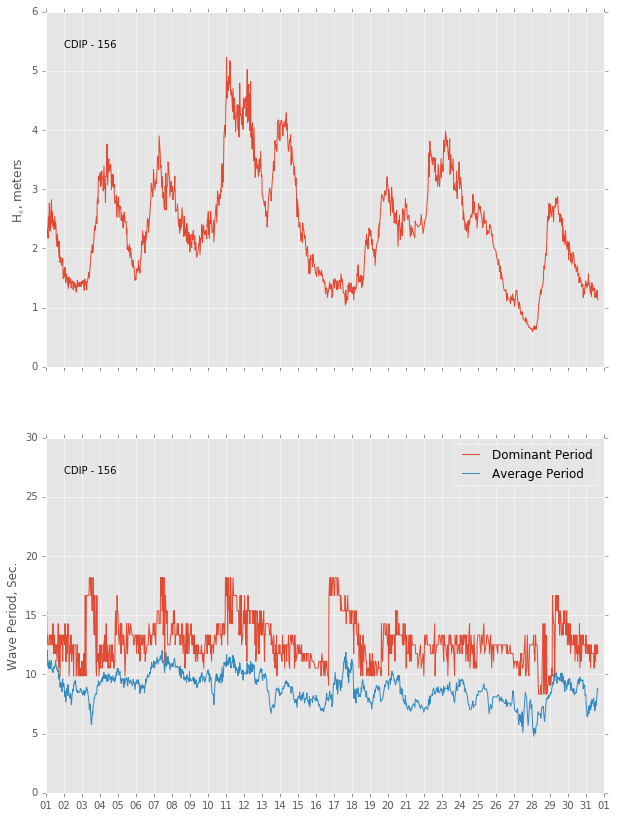 6
CDIP - 156
5
4
3
2
1
0
H_s, meters
30
Dominant Period
Average Period
CDIP - 156
25
20
15
10
5
0
Wave Period, Sec.
01 02 03 04 05 06 07 08 09 10 11 12 13 14 15 16 17 18 19 20 21 22 23 24 25 26 27 28 29 30 31 01